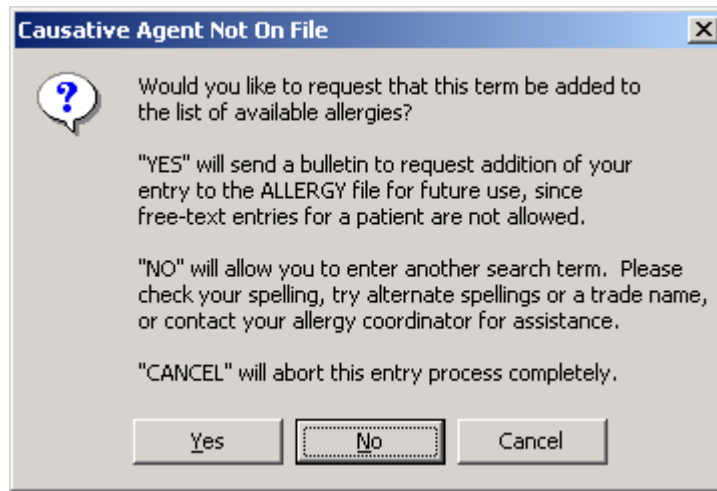 Causative Agent Not On File
Would you like to request that this term be added to
the list of available allergies?
"YES" will send a bulletin to request addition of your
entry to the ALLERGY file for future use, since
free-text entries for a patient are not allowed.
"NO" will allow you to enter another search term.  Please
check your spelling, try alternate spellings or a trade name,
or contact your allergy coordinator for assistance.
"CANCEL" will abort this entry process completely.
Yes No Cancel